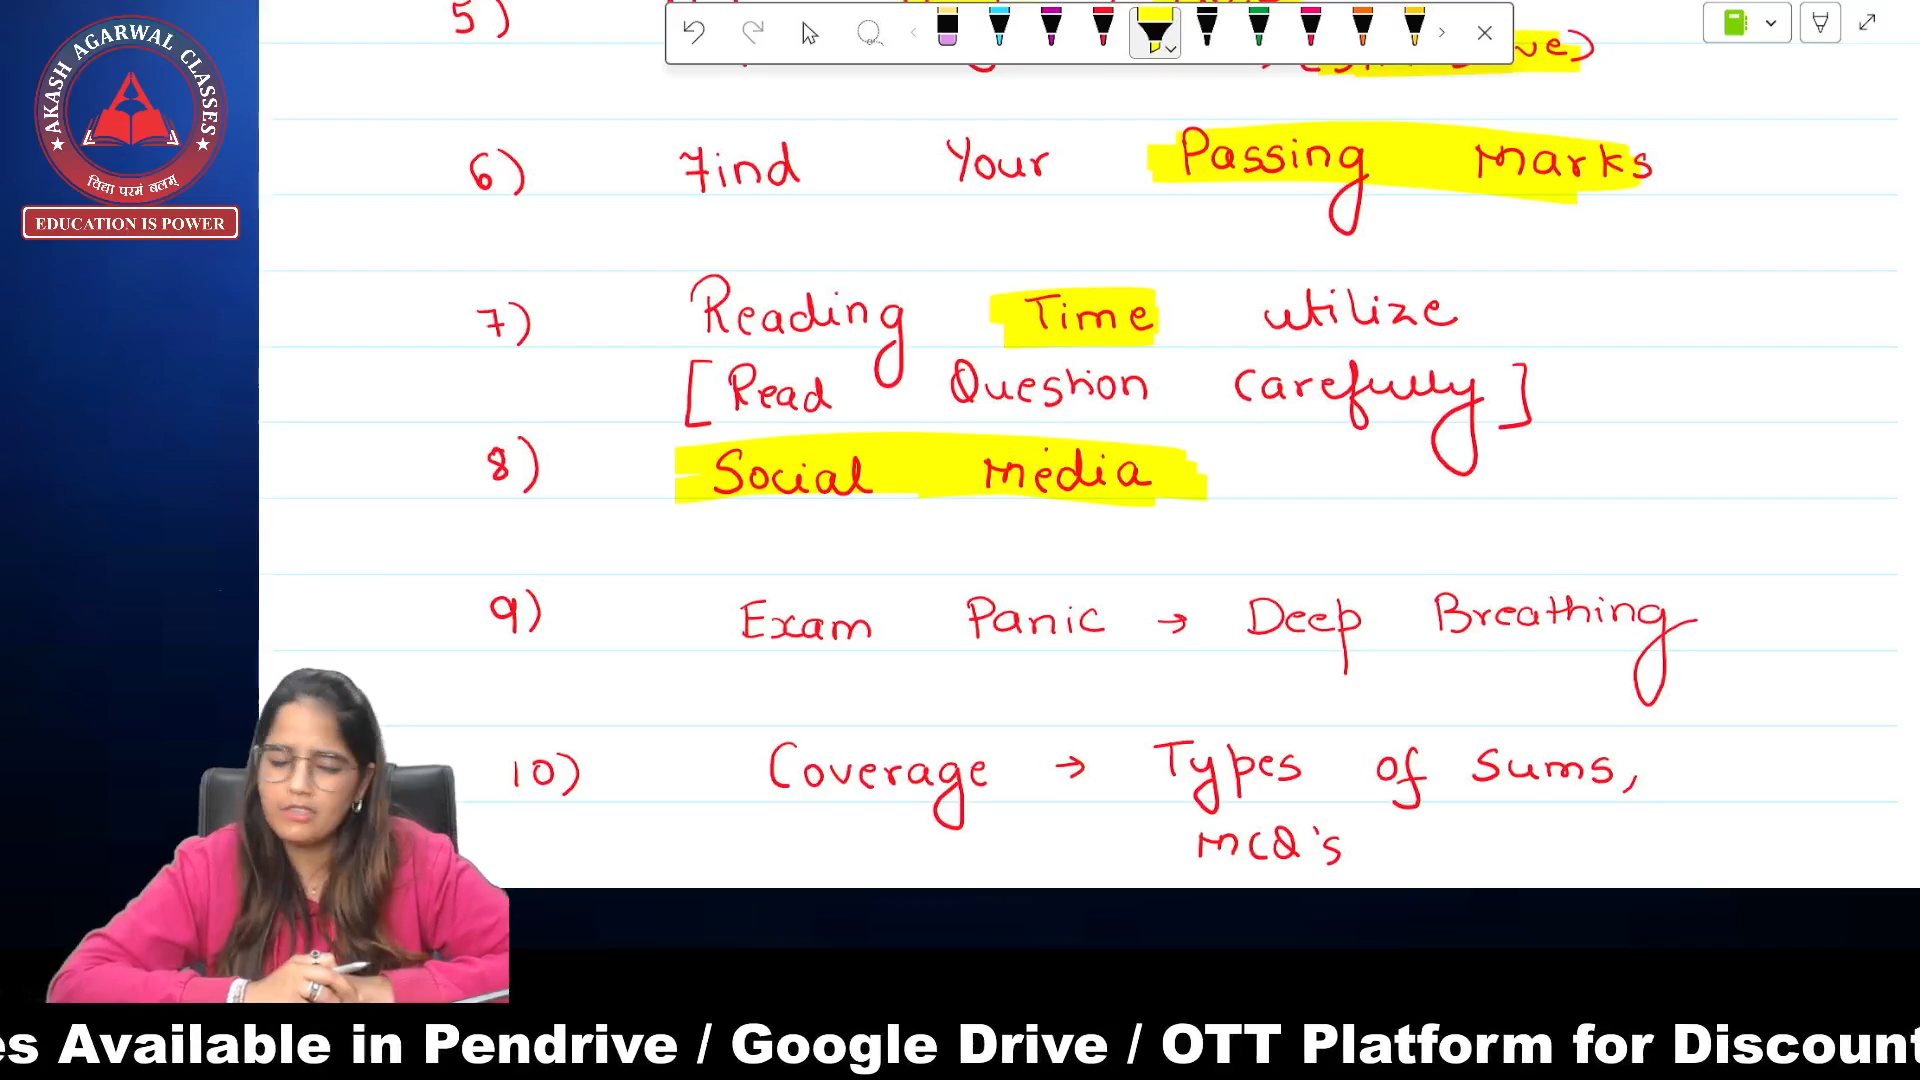 AKASH AGARWAL CLASSES
विद्या परमं बलम्
EDUCATION IS POWER
5)
6) Find Your Passing Marks
7) Reading Time utilize
[Read Question carefully]
8) Social media
9) Exam Panic → Deep Breathing
10) Coverage → Types of sums,
MCQ's
es Available in Pendrive / Google Drive / OTT Platform for Discount